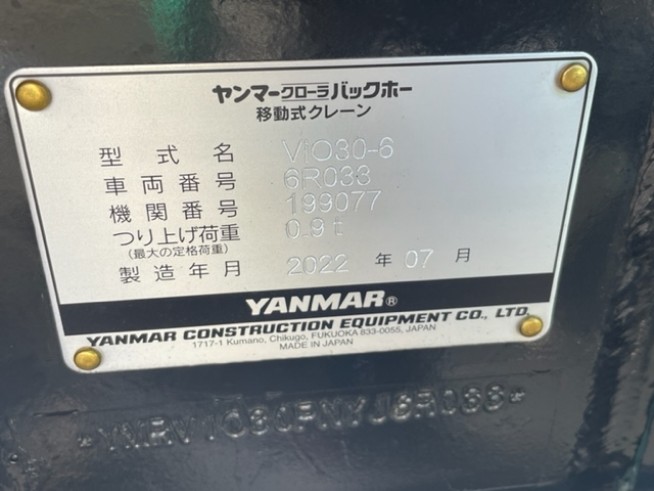 ヤンマークローラバックホー
移動式クレーン
型式名 ViO30-6
車両番号 6R033
機関番号 199077
つり上げ荷重 0.9 t
(最大の定格荷重)
製造年月 2022 年 07 月
YANMAR®
YANMAR CONSTRUCTION EQUIPMENT CO., LTD.
1717-1 Kumano, Chikugo, FUKUOKA 833-0055, JAPAN
MADE IN JAPAN